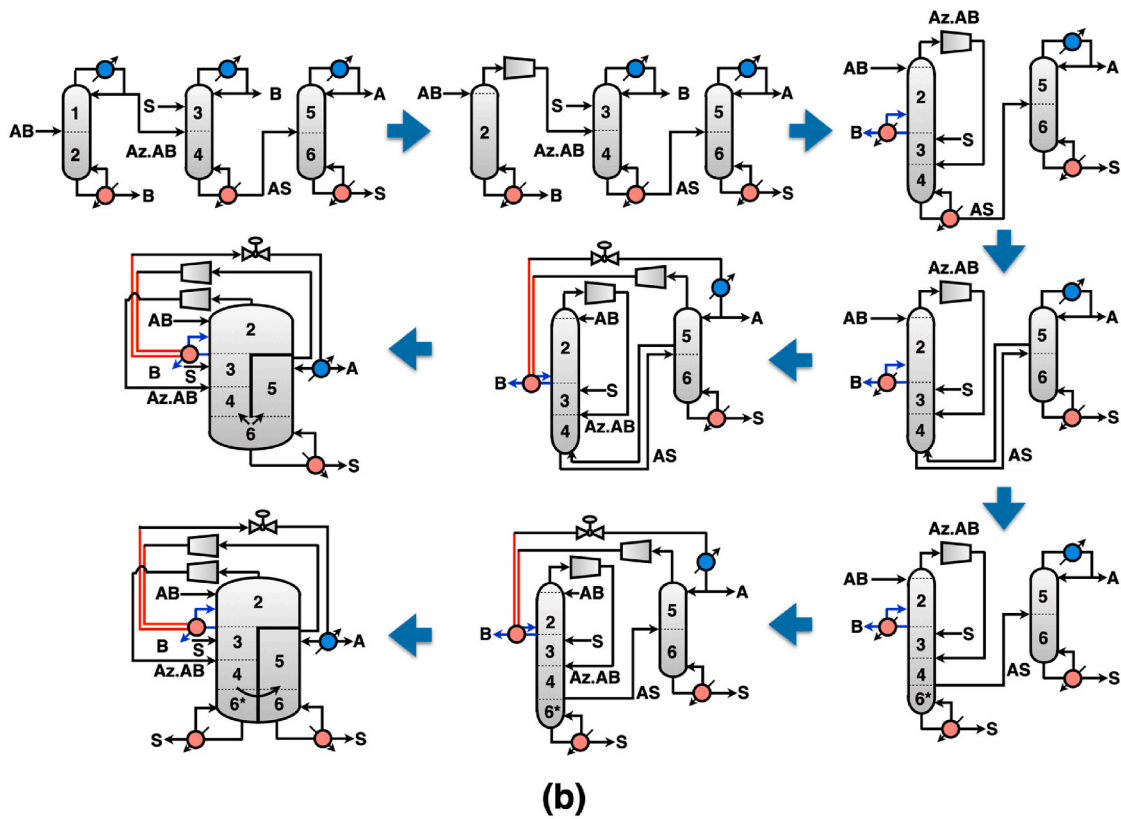 AB 1 2 B
S 3 4 B Az.AB AS
5 6 A S
AB 2 B
S 3 4 B Az.AB AS
5 6 A S
Az.AB
AB 2 B S 3 4 AS
5 6 A S
AB 2 B S 3 Az.AB 4 6 5 A S
AB 2 B S 3 Az.AB 4 5 6 A S
Az.AB
AB 2 B S 3 4 AS 5 6 A S
AB 2 B S 3 Az.AB 4 5 A
6* 6
S S
AB 2 B S 3 Az.AB 4 AS 6* S
5 6 A S
Az.AB
AB 2 B S 3 4 AS 6* S
5 6 A S
(b)